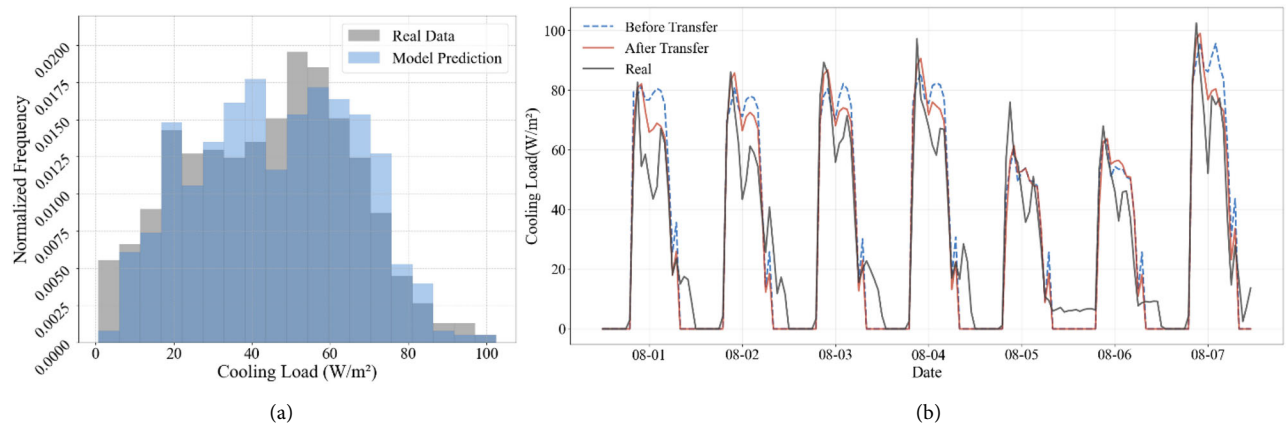 Normalized Frequency
0.0200
0.0175
0.0150
0.0125
0.0100
0.0075
0.0050
0.0025
0.0000
Real Data
Model Prediction
0 20 40 60 80 100
Cooling Load (W/m²)
(a)
Cooling Load(W/m²)
100
80
60
40
20
0
Before Transfer
After Transfer
Real
08-01 08-02 08-03 08-04 08-05 08-06 08-07
Date
(b)